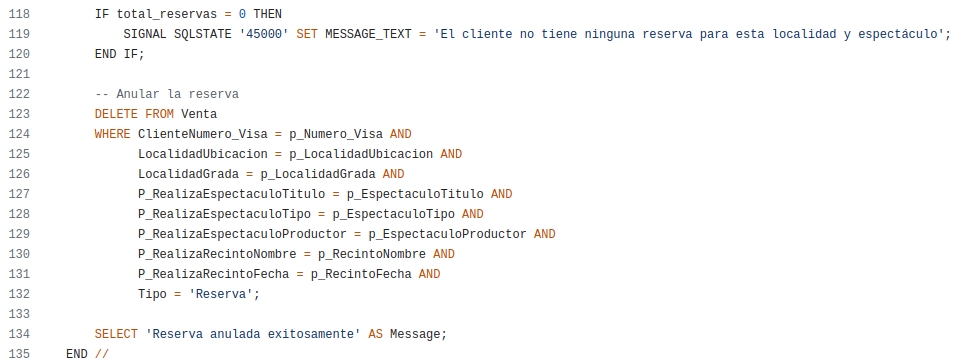 118 IF total_reservas = 0 THEN
119 SIGNAL SQLSTATE '45000' SET MESSAGE_TEXT = 'El cliente no tiene ninguna reserva para esta localidad y espectáculo';
120 END IF;
121
122 -- Anular la reserva
123 DELETE FROM Venta
124 WHERE ClienteNumero_Visa = p_Numero_Visa AND
125 LocalidadUbicacion = p_LocalidadUbicacion AND
126 LocalidadGrada = p_LocalidadGrada AND
127 P_RealizaEspectaculoTitulo = p_EspectaculoTitulo AND
128 P_RealizaEspectaculoTipo = p_EspectaculoTipo AND
129 P_RealizaEspectaculoProductor = p_EspectaculoProductor AND
130 P_RealizaRecintoNombre = p_RecintoNombre AND
131 P_RealizaRecintoFecha = p_RecintoFecha AND
132 Tipo = 'Reserva';
133
134 SELECT 'Reserva anulada exitosamente' AS Message;
135 END //